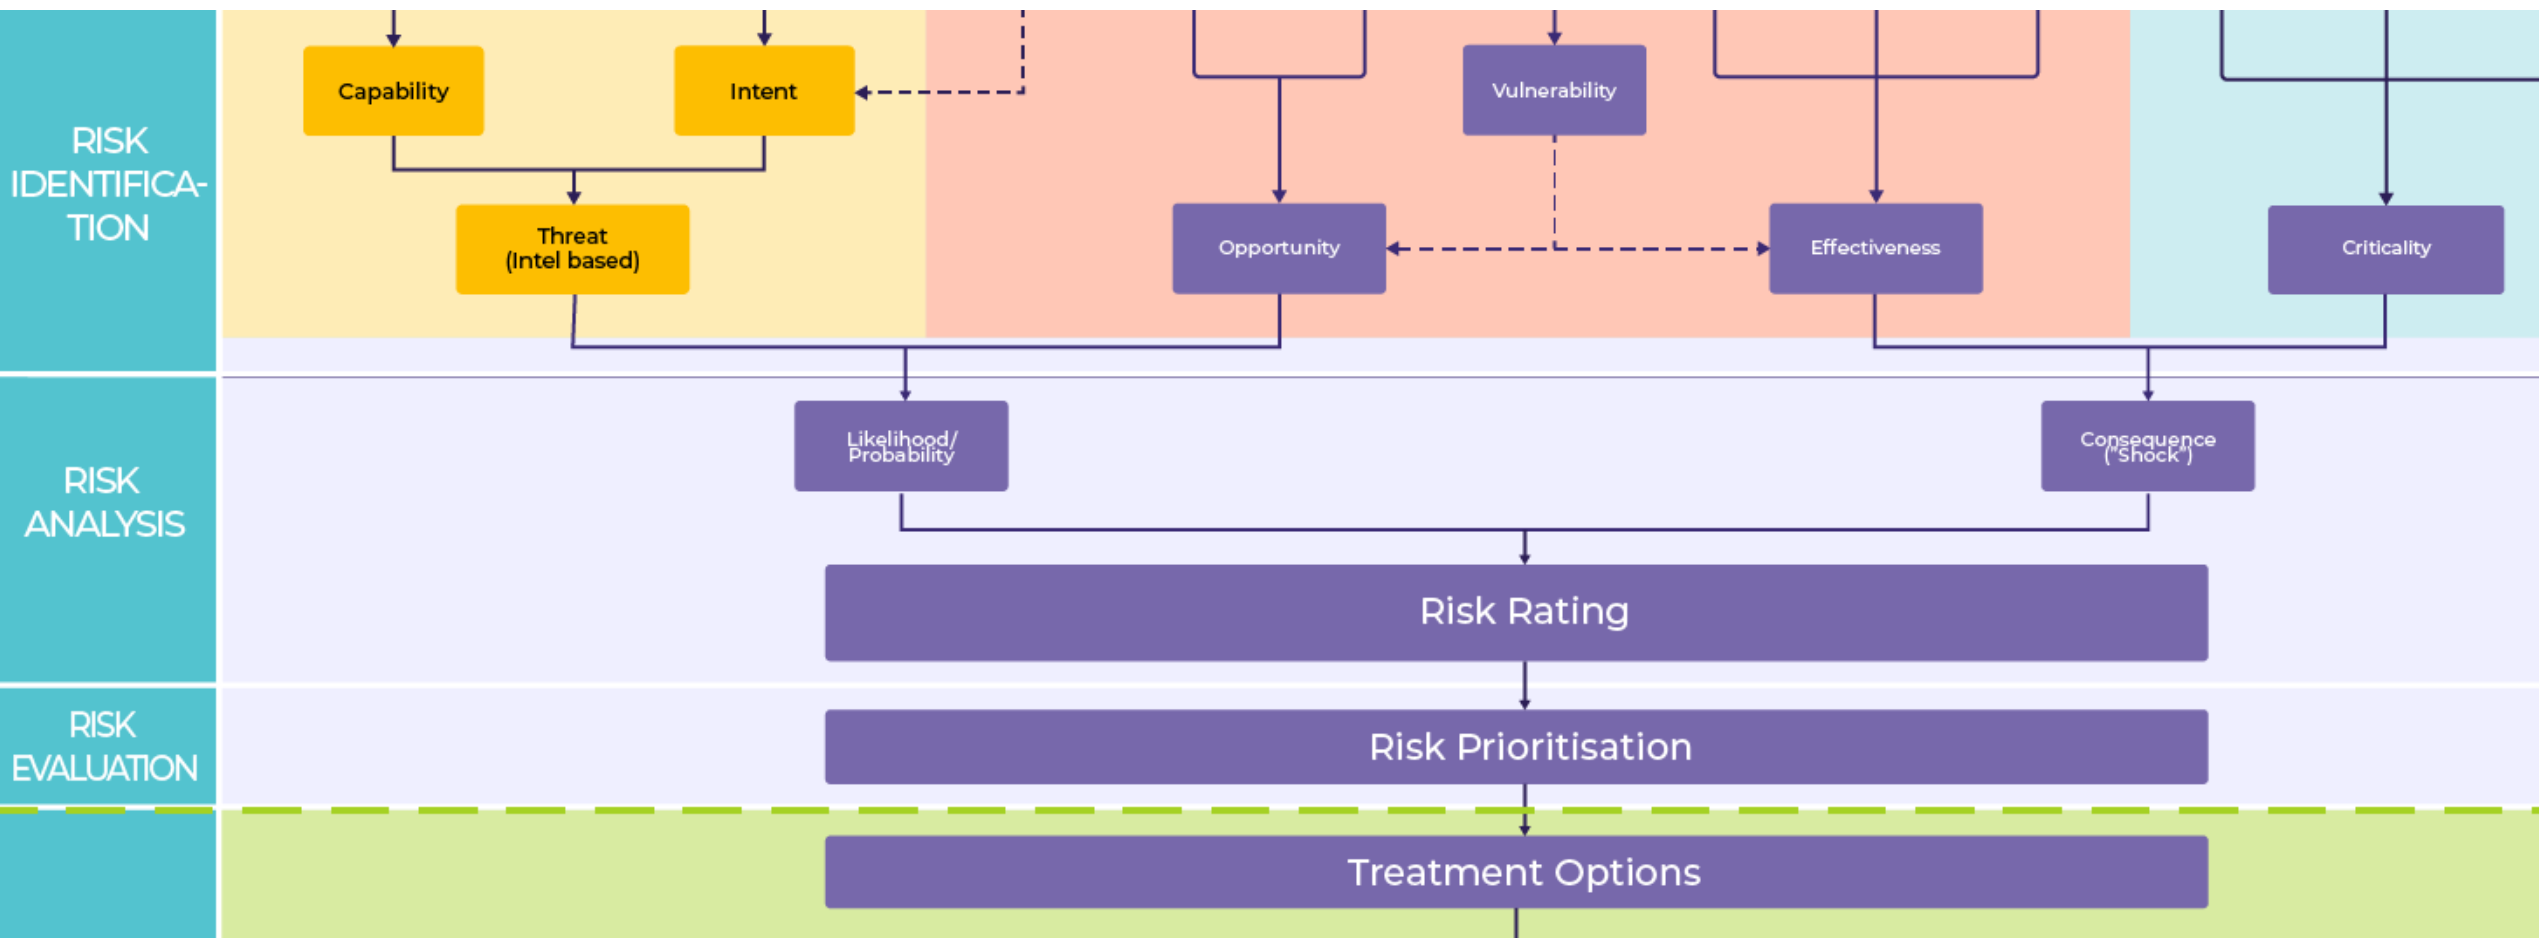 RISK
IDENTIFICA-
TION
Capability
Intent
Vulnerability
Threat
(Intel based)
Opportunity
Effectiveness
Criticality
RISK
ANALYSIS
Likelihood/
Probability
Consequence
("Shock")
Risk Rating
RISK
EVALUATION
Risk Prioritisation
Treatment Options